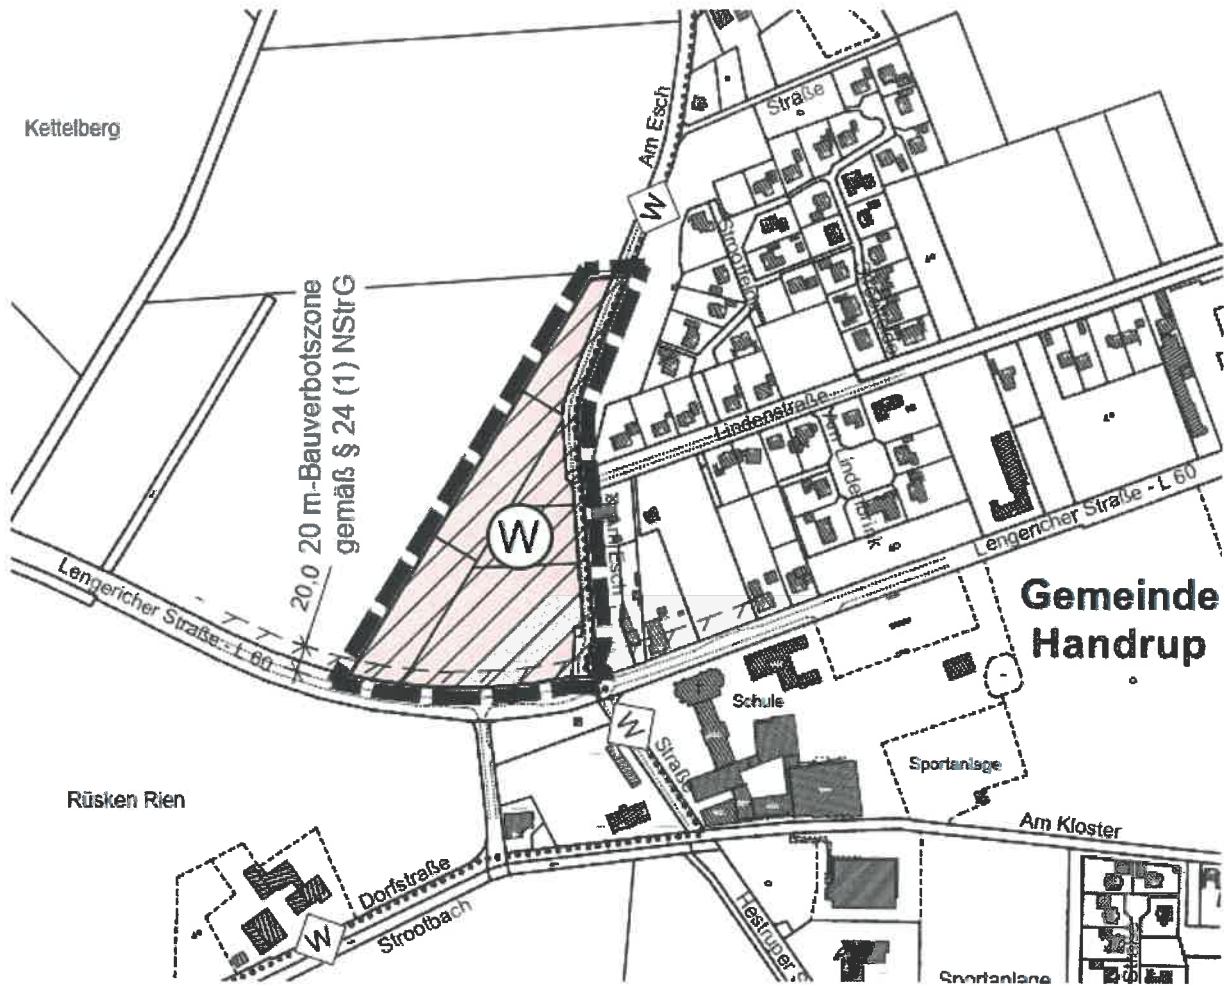 Kettelberg
Am Esch
Straße
W
20,0 20 m-Bauverbotszone
gemäß § 24 (1) NStrG
Lindenstraße
W
Lengericher Straße - L 60
Lengericher Straße - L 60
Gemeinde
Handrup
Schule
W
Straße
Sportanlage
Rüsken Rien
Am Kloster
Dorfstraße
Strootbach
W
Hestruper
Sportanlage